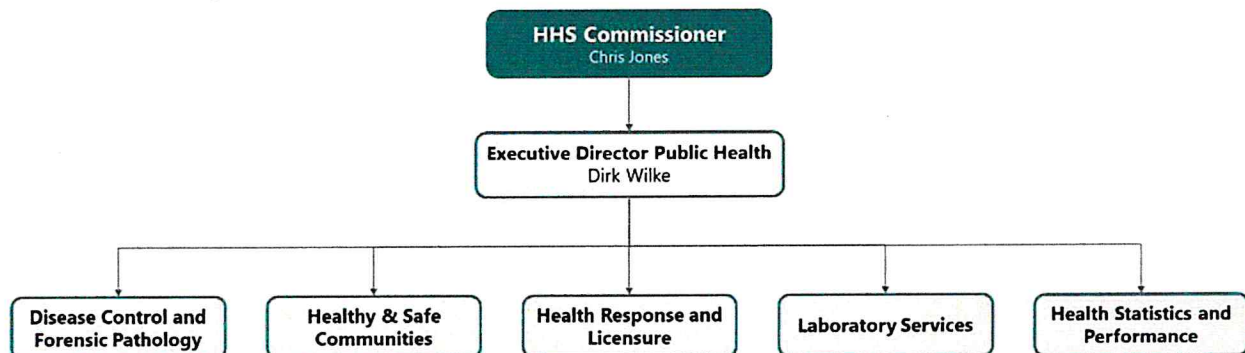 HHS Commissioner
Chris Jones
Executive Director Public Health
Dirk Wilke
Disease Control and
Forensic Pathology
Healthy & Safe
Communities
Health Response and
Licensure
Laboratory Services
Health Statistics and
Performance